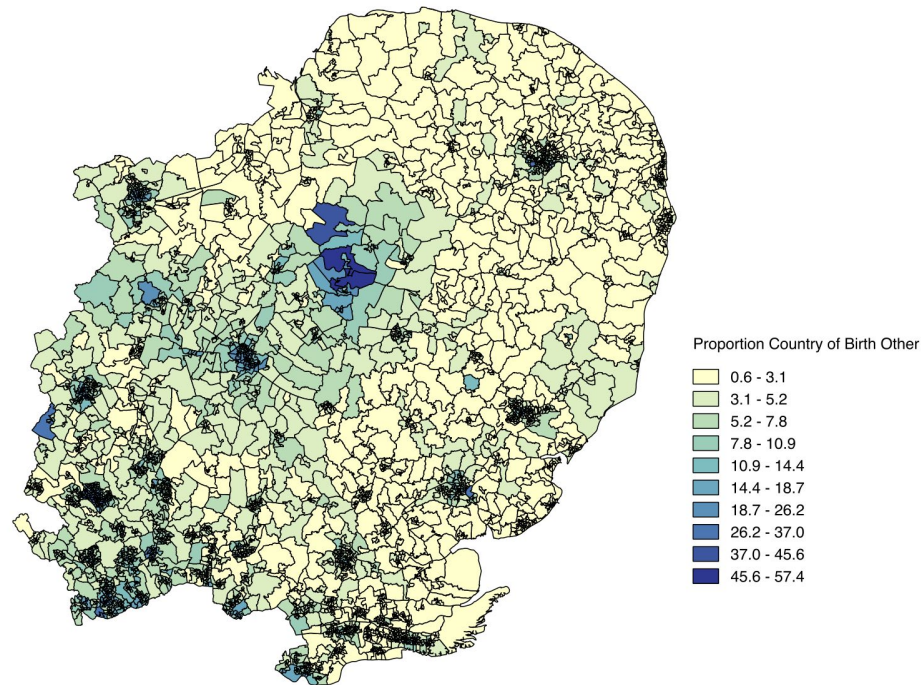 Proportion Country of Birth Other
0.6 - 3.1
3.1 - 5.2
5.2 - 7.8
7.8 - 10.9
10.9 - 14.4
14.4 - 18.7
18.7 - 26.2
26.2 - 37.0
37.0 - 45.6
45.6 - 57.4